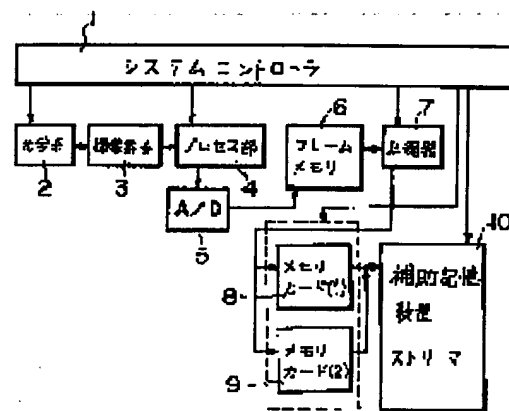 1
システムコントローラ
6
7
光学系
撮像素子
プロセス部
フレーム
メモリ
圧縮器
2
3
4
A/D
5
10
8
メモリ
カード(1)
補助記憶
装置
ストリーマ
9
メモリ
カード(2)